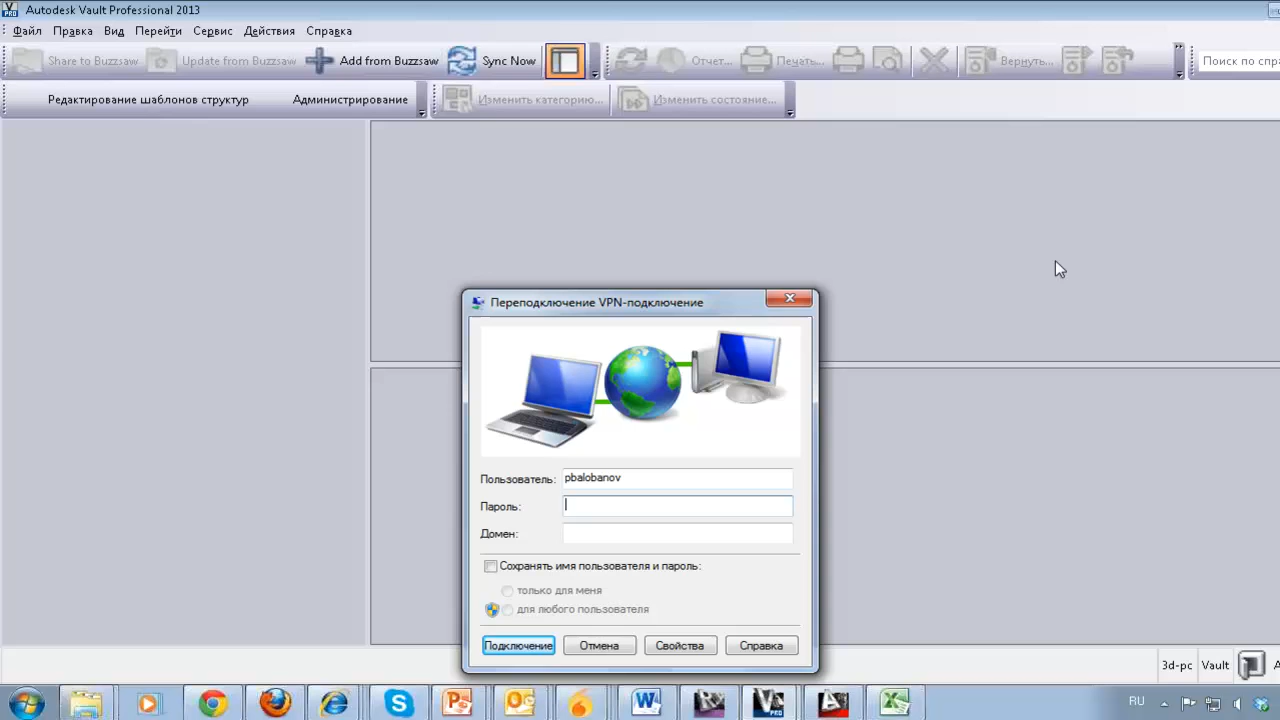 Autodesk Vault Professional 2013
Файл Правка Вид Перейти Сервис Действия Справка
Share to Buzzsaw Update from Buzzsaw Add from Buzzsaw Sync Now Отчет... Печать... Вернуть... Поиск по спра
Редактирование шаблонов структур Администрирование Изменить категорию... Изменить состояние...
Переподключение VPN-подключение
Пользователь: pbalobanov
Пароль:
Домен:
Сохранять имя пользователя и пароль:
только для меня
для любого пользователя
Подключение Отмена Свойства Справка
3d-pc Vault
RU